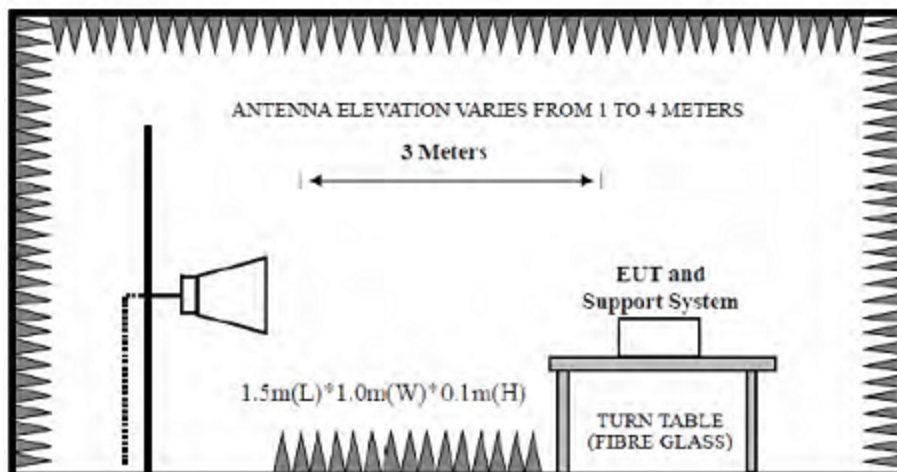 ANTENNA ELEVATION VARIES FROM 1 TO 4 METERS
3 Meters
EUT and
Support System
1.5m(L)*1.0m(W)*0.1m(H)
TURN TABLE
(FIBRE GLASS)